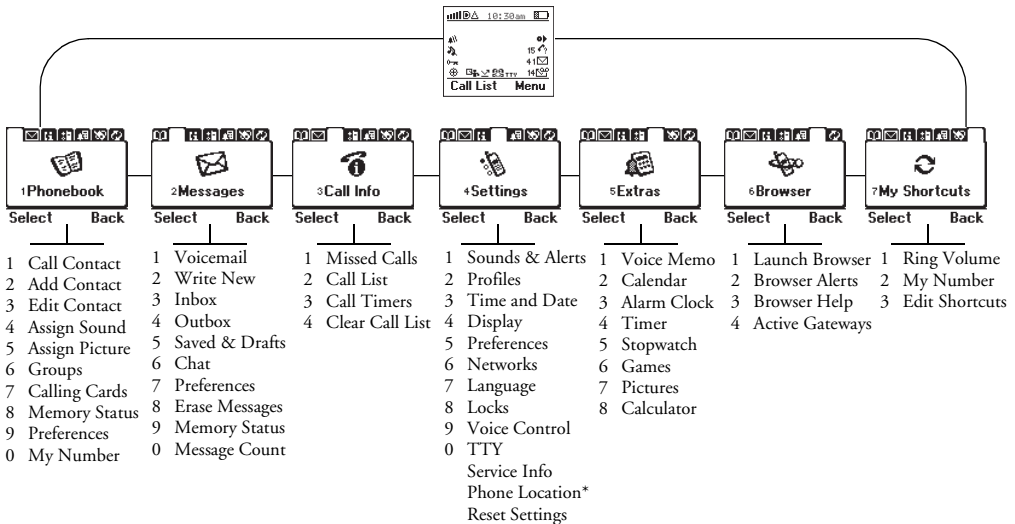 10:30am
15
41
TTY 14
Call List Menu
1Phonebook
Select Back
1 Call Contact
2 Add Contact
3 Edit Contact
4 Assign Sound
5 Assign Picture
6 Groups
7 Calling Cards
8 Memory Status
9 Preferences
0 My Number
2Messages
Select Back
1 Voicemail
2 Write New
3 Inbox
4 Outbox
5 Saved & Drafts
6 Chat
7 Preferences
8 Erase Messages
9 Memory Status
0 Message Count
3Call Info
Select Back
1 Missed Calls
2 Call List
3 Call Timers
4 Clear Call List
4Settings
Select Back
1 Sounds & Alerts
2 Profiles
3 Time and Date
4 Display
5 Preferences
6 Networks
7 Language
8 Locks
9 Voice Control
0 TTY
Service Info
Phone Location*
Reset Settings
5Extras
Select Back
1 Voice Memo
2 Calendar
3 Alarm Clock
4 Timer
5 Stopwatch
6 Games
7 Pictures
8 Calculator
6Browser
Select Back
1 Launch Browser
2 Browser Alerts
3 Browser Help
4 Active Gateways
7My Shortcuts
Select Back
1 Ring Volume
2 My Number
3 Edit Shortcuts